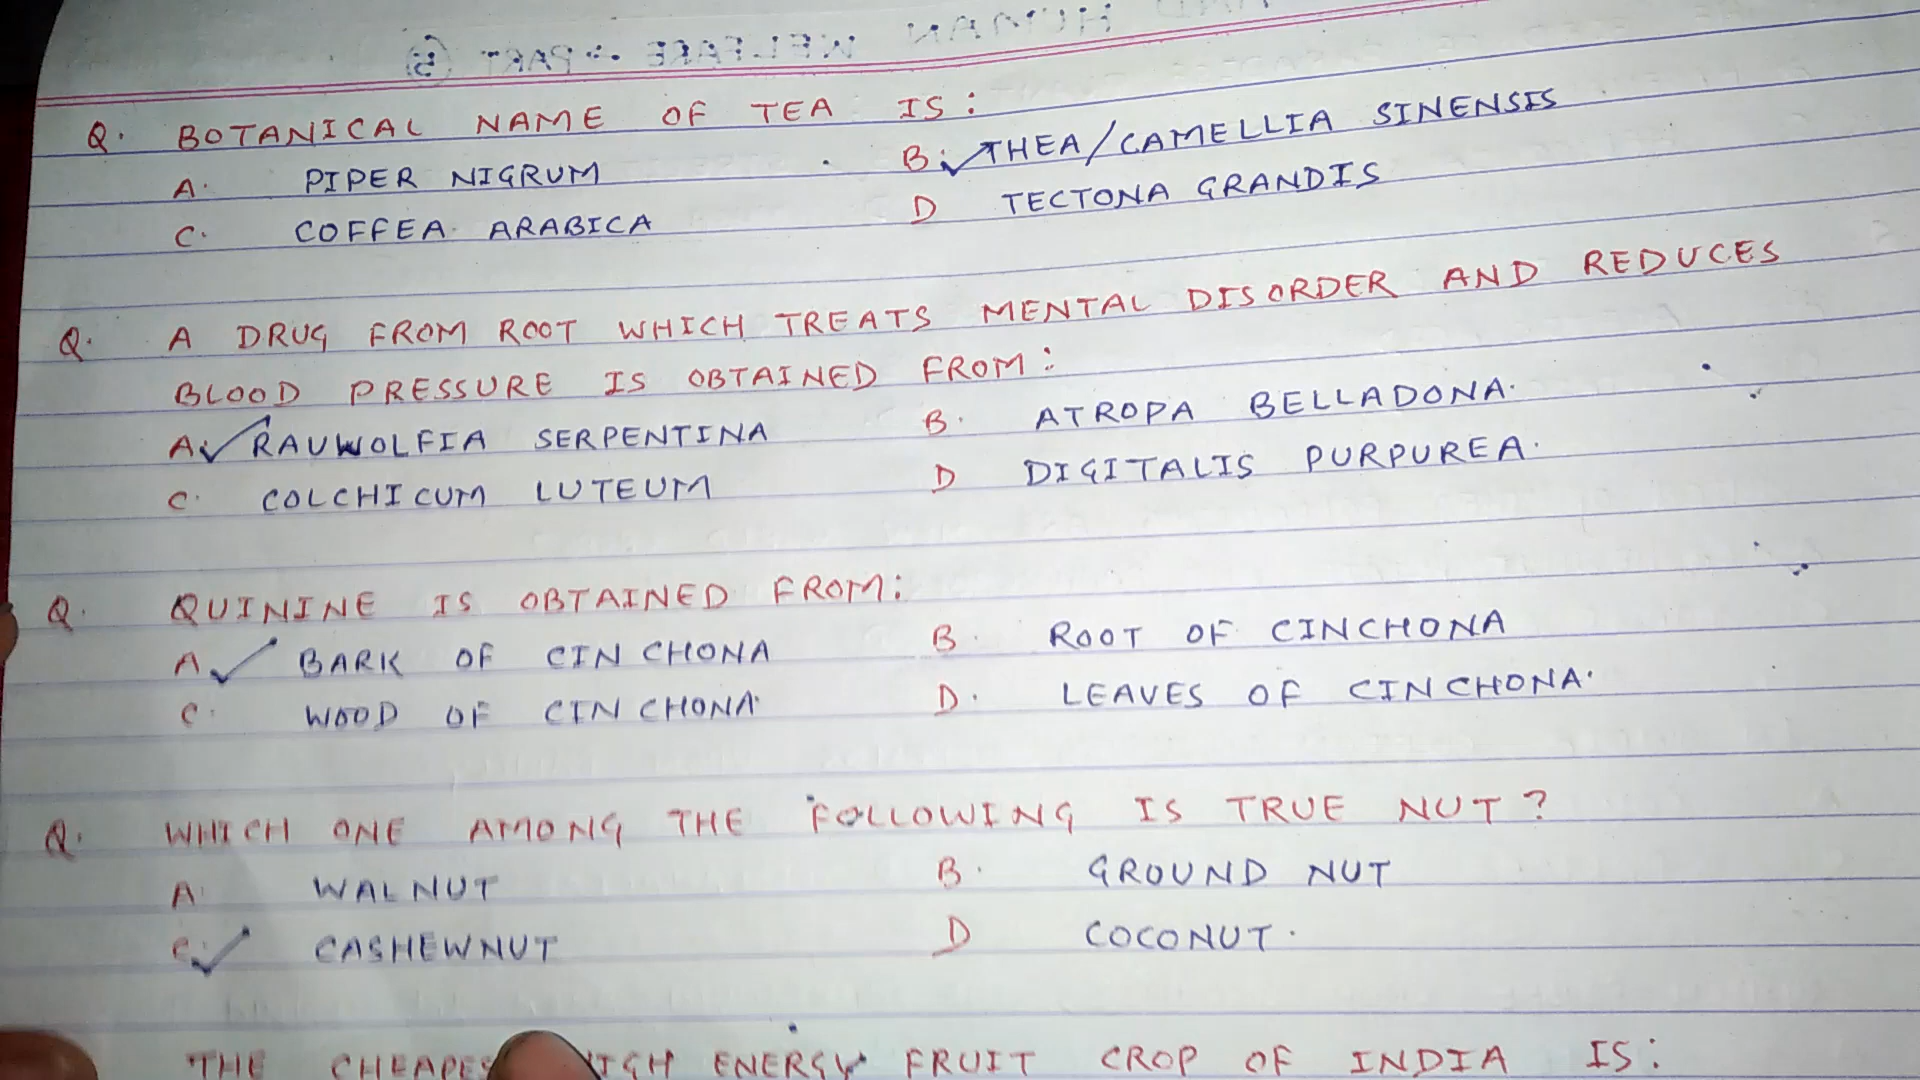 Q. BOTANICAL NAME OF TEA IS:
A. PIPER NIGRUM B. THEA/CAMELLIA SINENSIS
C. COFFEA ARABICA D TECTONA GRANDIS
Q. A DRUG FROM ROOT WHICH TREATS MENTAL DISORDER AND REDUCES
BLOOD PRESSURE IS OBTAINED FROM:
A. RAUWOLFIA SERPENTINA B. ATROPA BELLADONA.
C. COLCHICUM LUTEUM D DIGITALIS PURPUREA.
Q. QUININE IS OBTAINED FROM:
A BARK OF CINCHONA B. ROOT OF CINCHONA
C. WOOD OF CINCHONA. D. LEAVES OF CINCHONA.
Q. WHICH ONE AMONG THE FOLLOWING IS TRUE NUT?
A. WALNUT B. GROUND NUT
C. CASHEWNUT D COCONUT.
THE ENERGY FRUIT CROP OF INDIA IS: